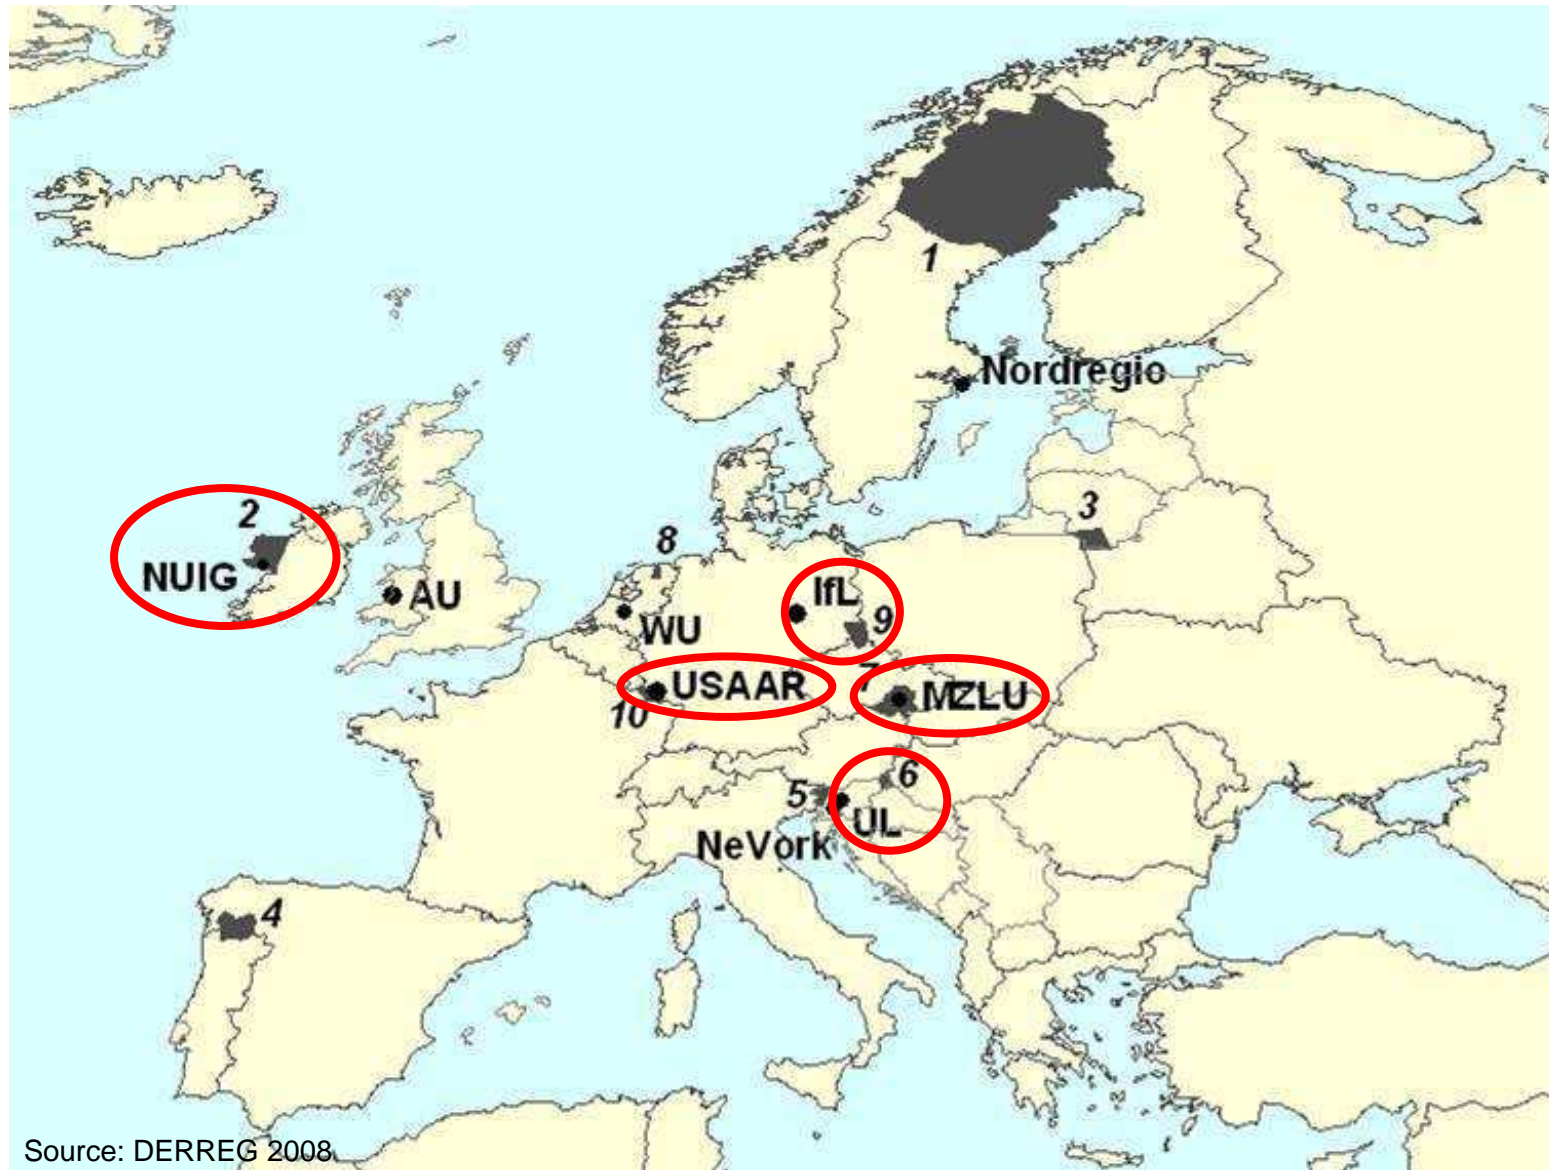 1
Nordregio
2
NUIG
AU
3
8
WU
IfL
9
USAAR
10
7
MZLU
5
6
UL
NeVork
4
Source: DERREG 2008